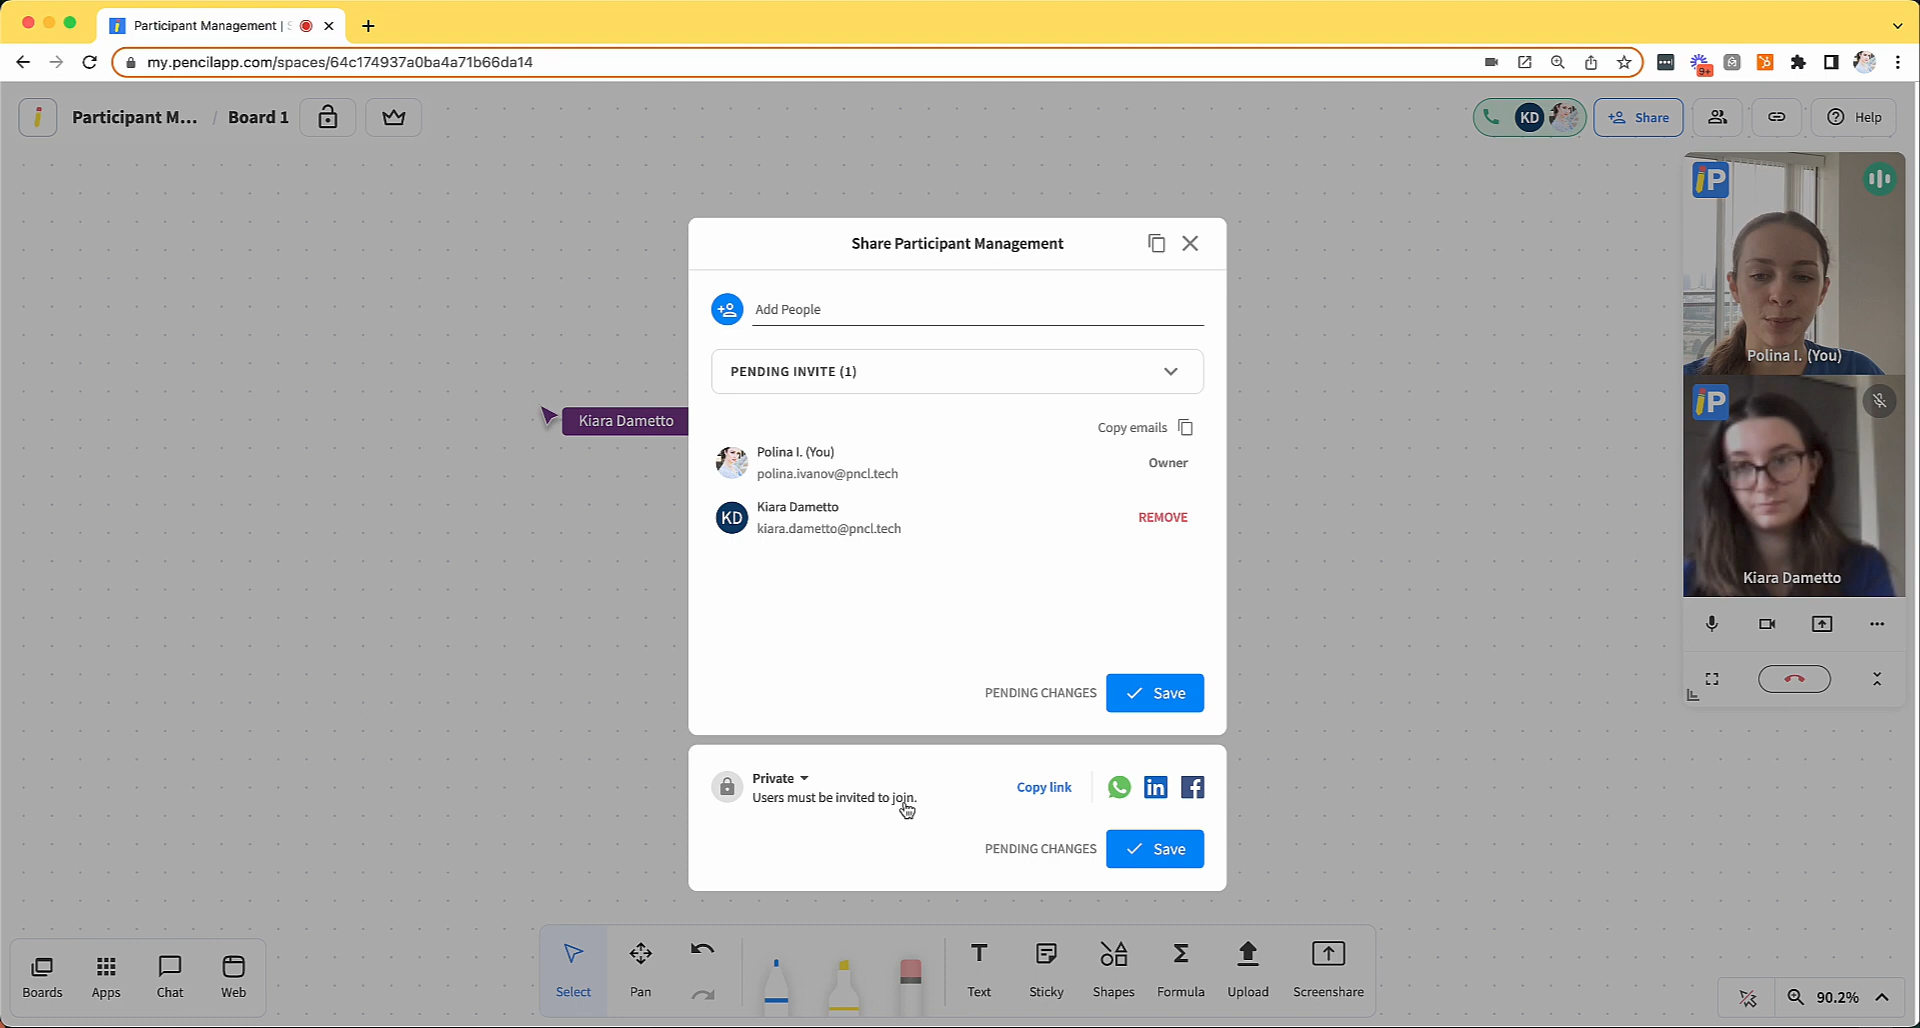 Participant Management | S
my.pencilapp.com/spaces/64c174937a0ba4a71b66da14
9+
Participant M... / Board 1
KD
Share
Help
Share Participant Management
Add People
PENDING INVITE (1)
Copy emails
Polina I. (You)
polina.ivanov@pncl.tech
Owner
KD
Kiara Dametto
kiara.dametto@pncl.tech
REMOVE
PENDING CHANGES
Save
Private
Users must be invited to join.
Copy link
in
PENDING CHANGES
Save
Kiara Dametto
P
Polina I. (You)
P
Kiara Dametto
Boards
Apps
Chat
Web
Select
Pan
Text
Sticky
Shapes
Formula
Upload
Screenshare
90.2%